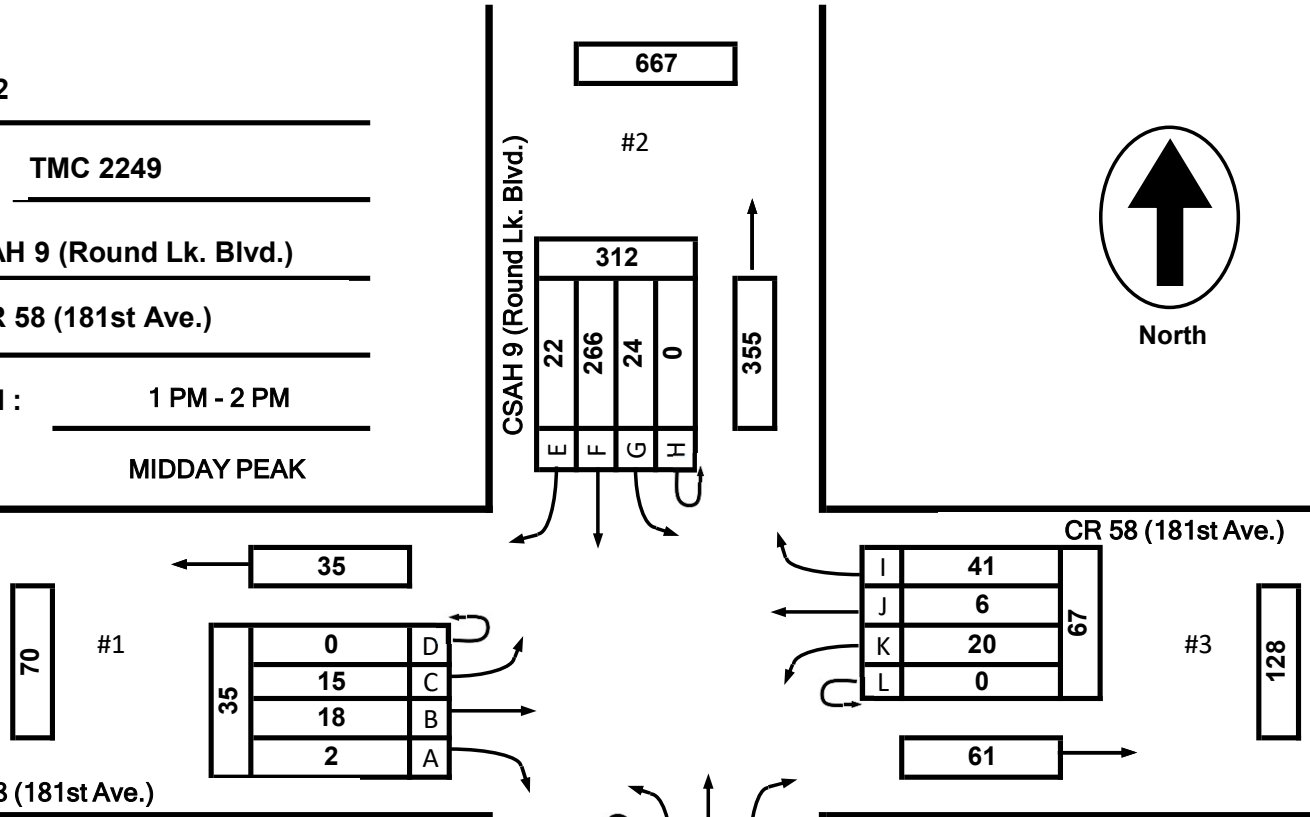 667
2
#2
TMC 2249
CSAH 9 (Round Lk. Blvd.)
AH 9 (Round Lk. Blvd.)
312
22
266
24
0
355
R 58 (181st Ave.)
North
1 PM - 2 PM
E
F
G
H
MIDDAY PEAK
CR 58 (181st Ave.)
35
I 41
J 6
K 20
L 0
67
#3
128
70
#1
35
0 D
15 C
18 B
2 A
61
(181st Ave.)